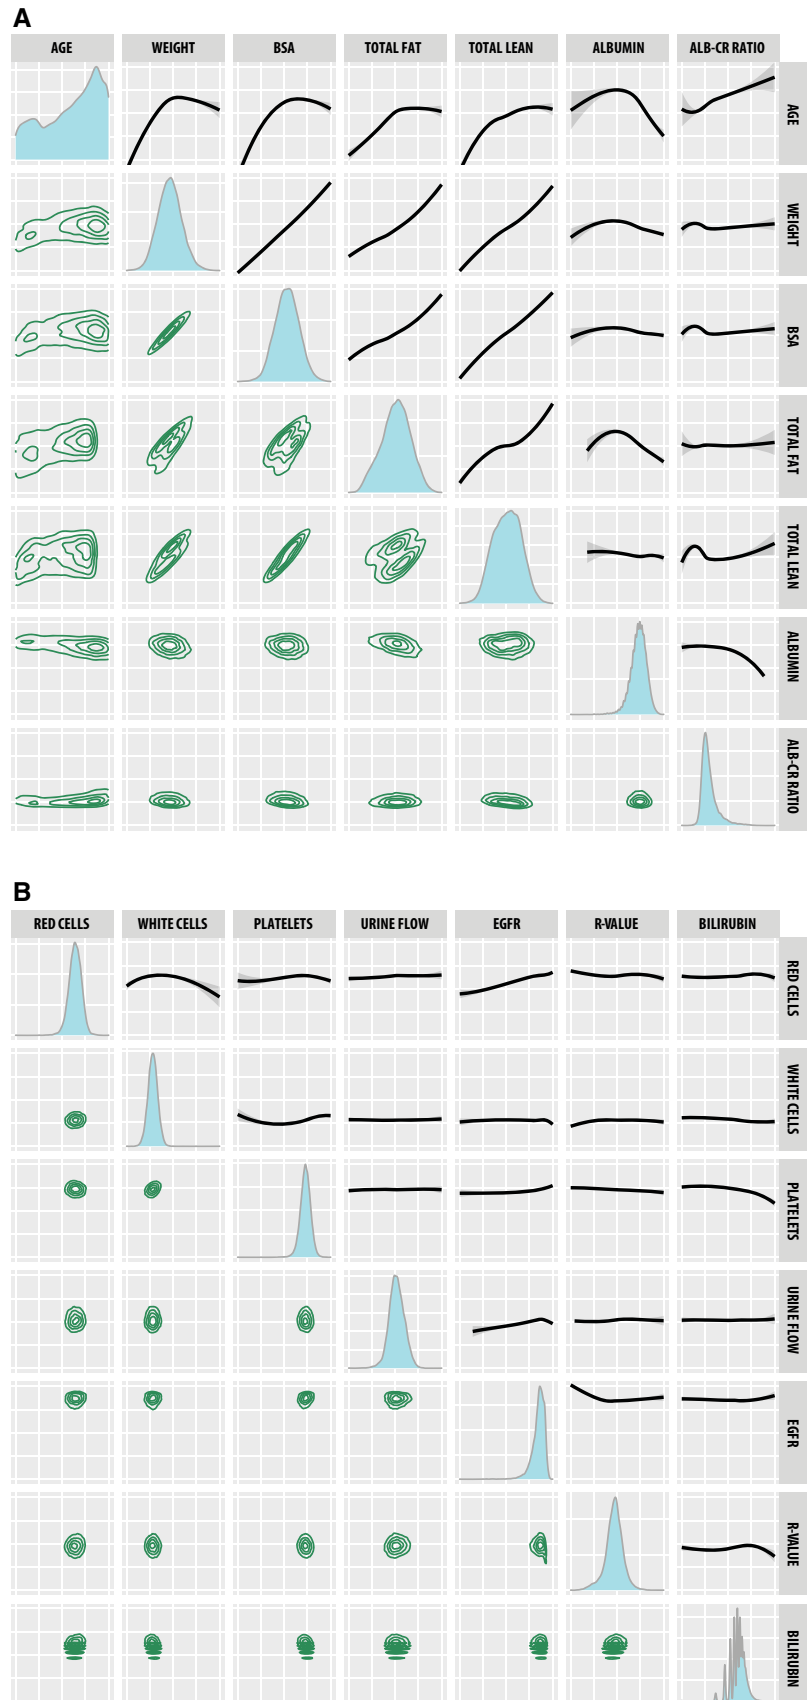 A
AGE WEIGHT BSA TOTAL FAT TOTAL LEAN ALBUMIN ALB-CR RATIO
AGE
WEIGHT
BSA
TOTAL FAT
TOTAL LEAN
ALBUMIN
ALB-CR RATIO
B
RED CELLS WHITE CELLS PLATELETS URINE FLOW EGFR R-VALUE BILIRUBIN
RED CELLS
WHITE CELLS
PLATELETS
URINE FLOW
EGFR
R-VALUE
BILIRUBIN